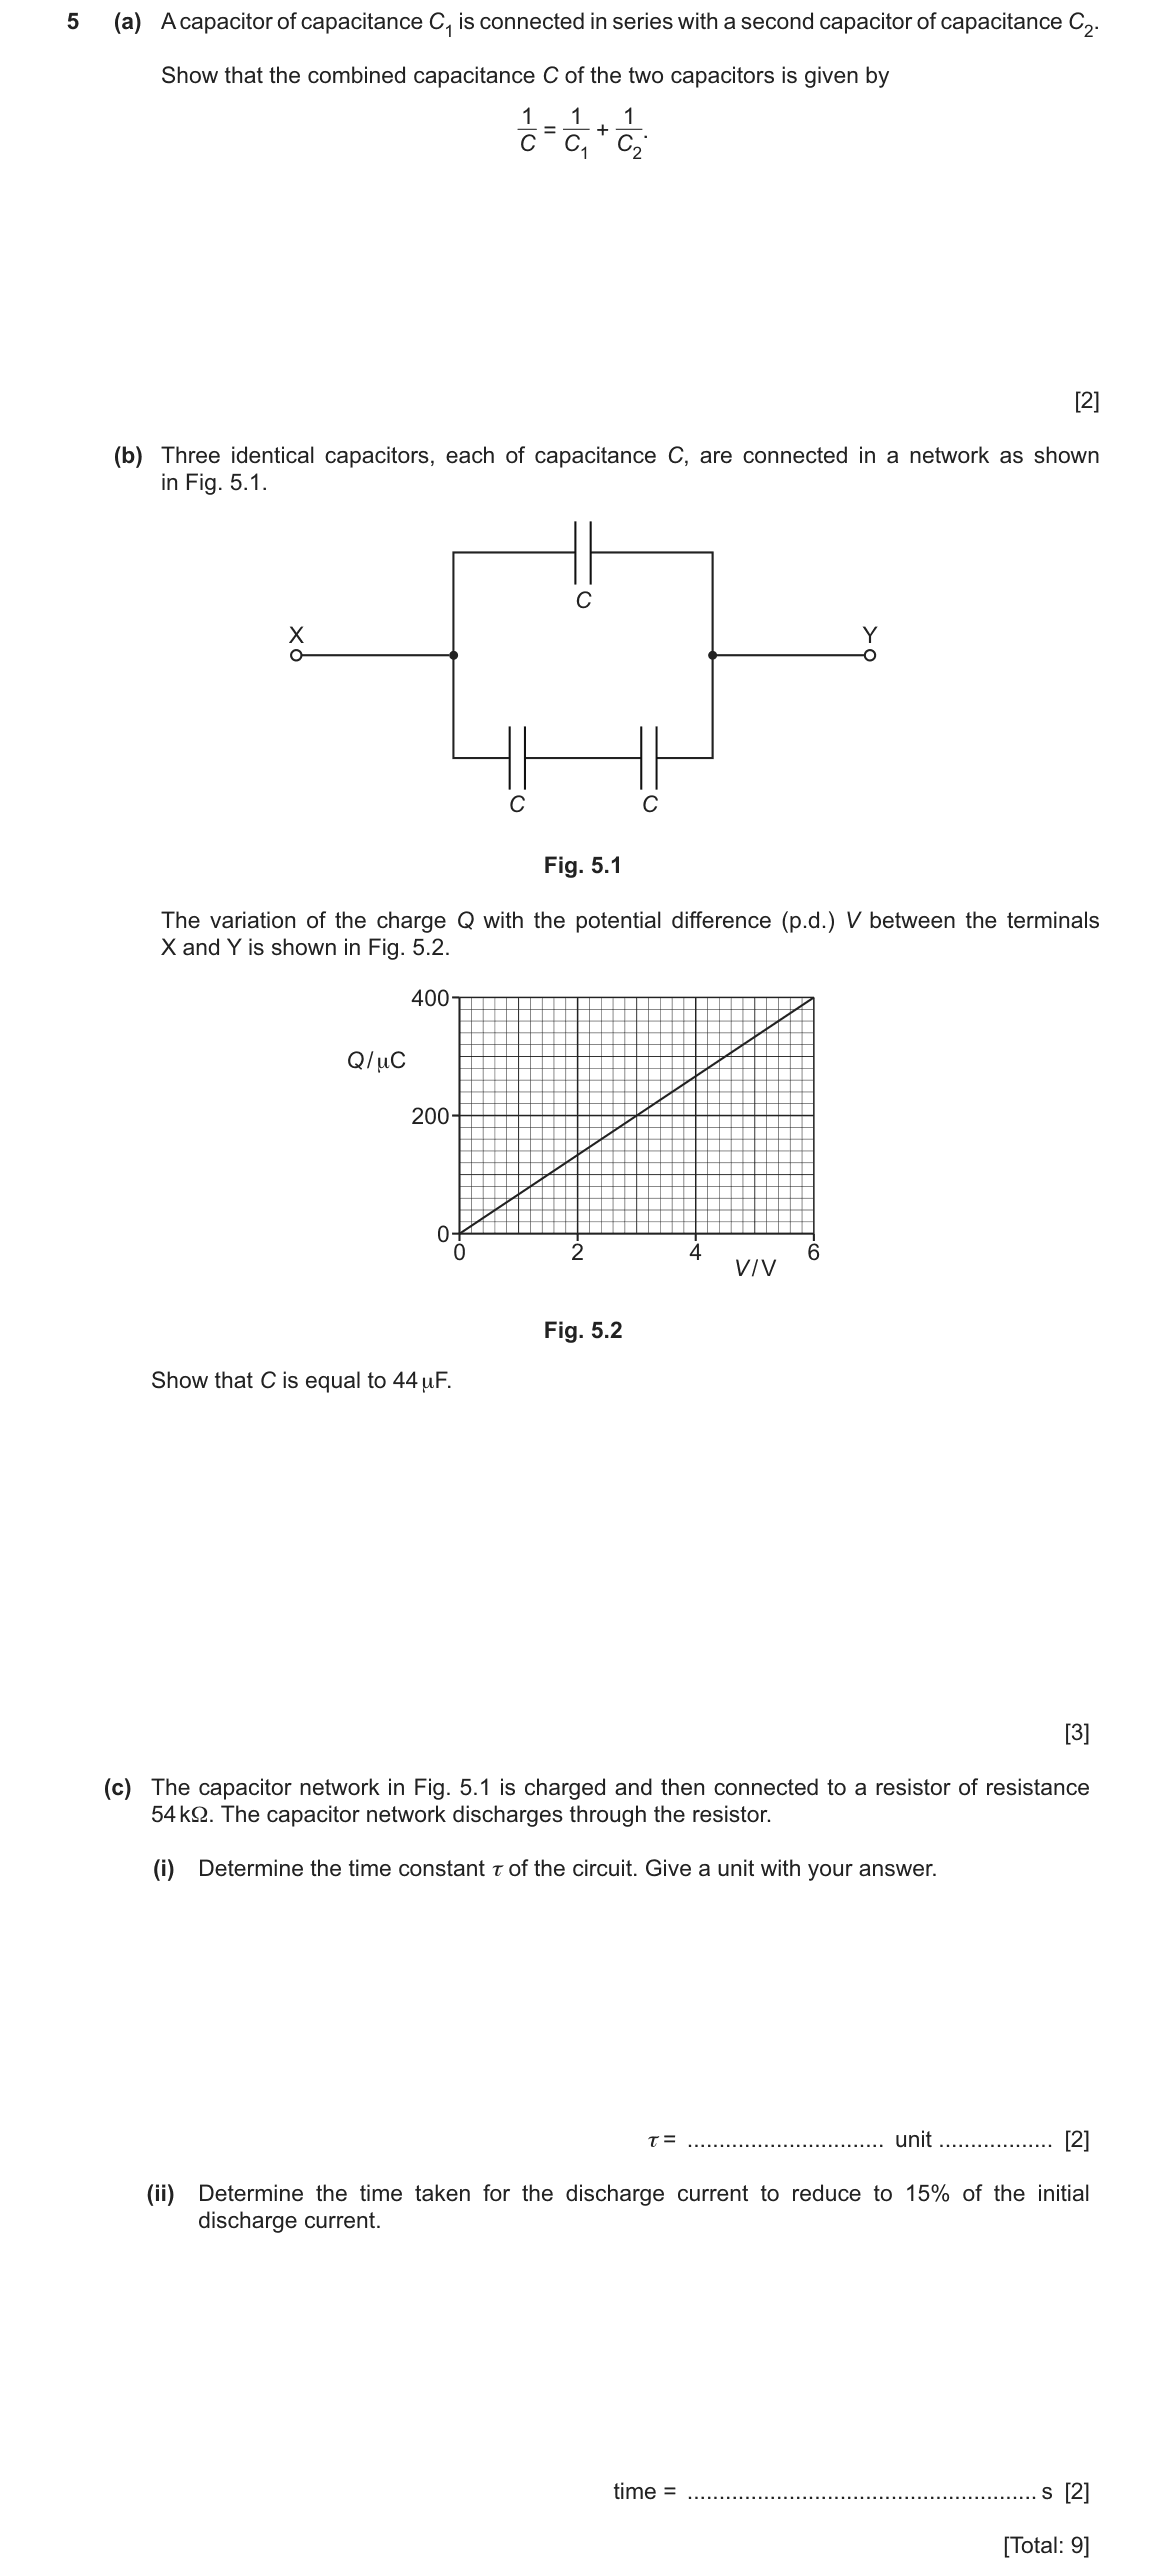 5 (a) A capacitor of capacitance C₁ is connected in series with a second capacitor of capacitance C₂.
Show that the combined capacitance C of the two capacitors is given by
1/C = 1/C₁ + 1/C₂.
[2]
(b) Three identical capacitors, each of capacitance C, are connected in a network as shown
in Fig. 5.1.
C
X Y
C C
Fig. 5.1
The variation of the charge Q with the potential difference (p.d.) V between the terminals
X and Y is shown in Fig. 5.2.
400
Q/μC
200
0
0 2 4 6
V/V
Fig. 5.2
Show that C is equal to 44 μF.
[3]
(c) The capacitor network in Fig. 5.1 is charged and then connected to a resistor of resistance
54 kΩ. The capacitor network discharges through the resistor.
(i) Determine the time constant τ of the circuit. Give a unit with your answer.
τ = ............................... unit .................. [2]
(ii) Determine the time taken for the discharge current to reduce to 15% of the initial
discharge current.
time = ....................................................... s [2]
[Total: 9]